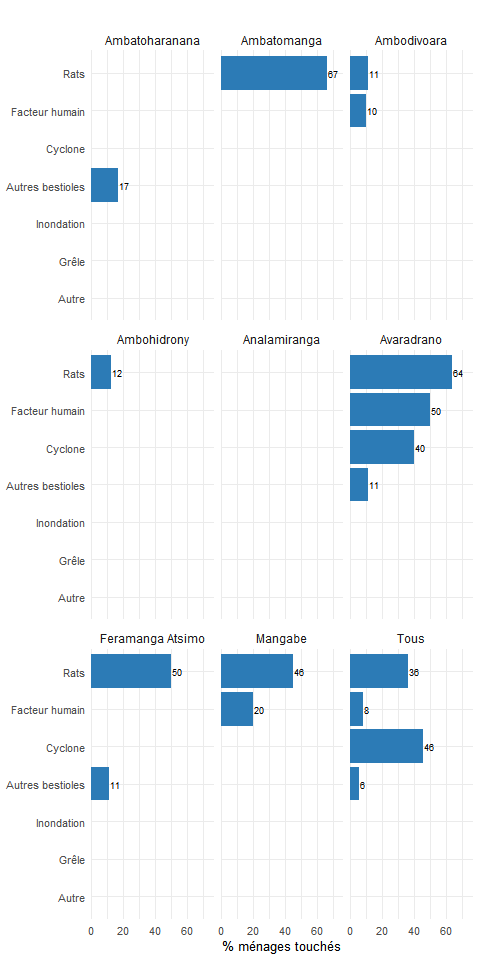 Ambatoharanana Ambatomanga Ambodivoara
Rats 67 11
Facteur humain 10
Cyclone
Autres bestioles 17
Inondation
Grêle
Autre
Ambohidrony Analamiranga Avaradrano
Rats 12 64
Facteur humain 50
Cyclone 40
Autres bestioles 11
Inondation
Grêle
Autre
Feramanga Atsimo Mangabe Tous
Rats 50 46 36
Facteur humain 20 8
Cyclone 46
Autres bestioles 11 6
Inondation
Grêle
Autre
0 20 40 60 0 20 40 60 0 20 40 60
% ménages touchés